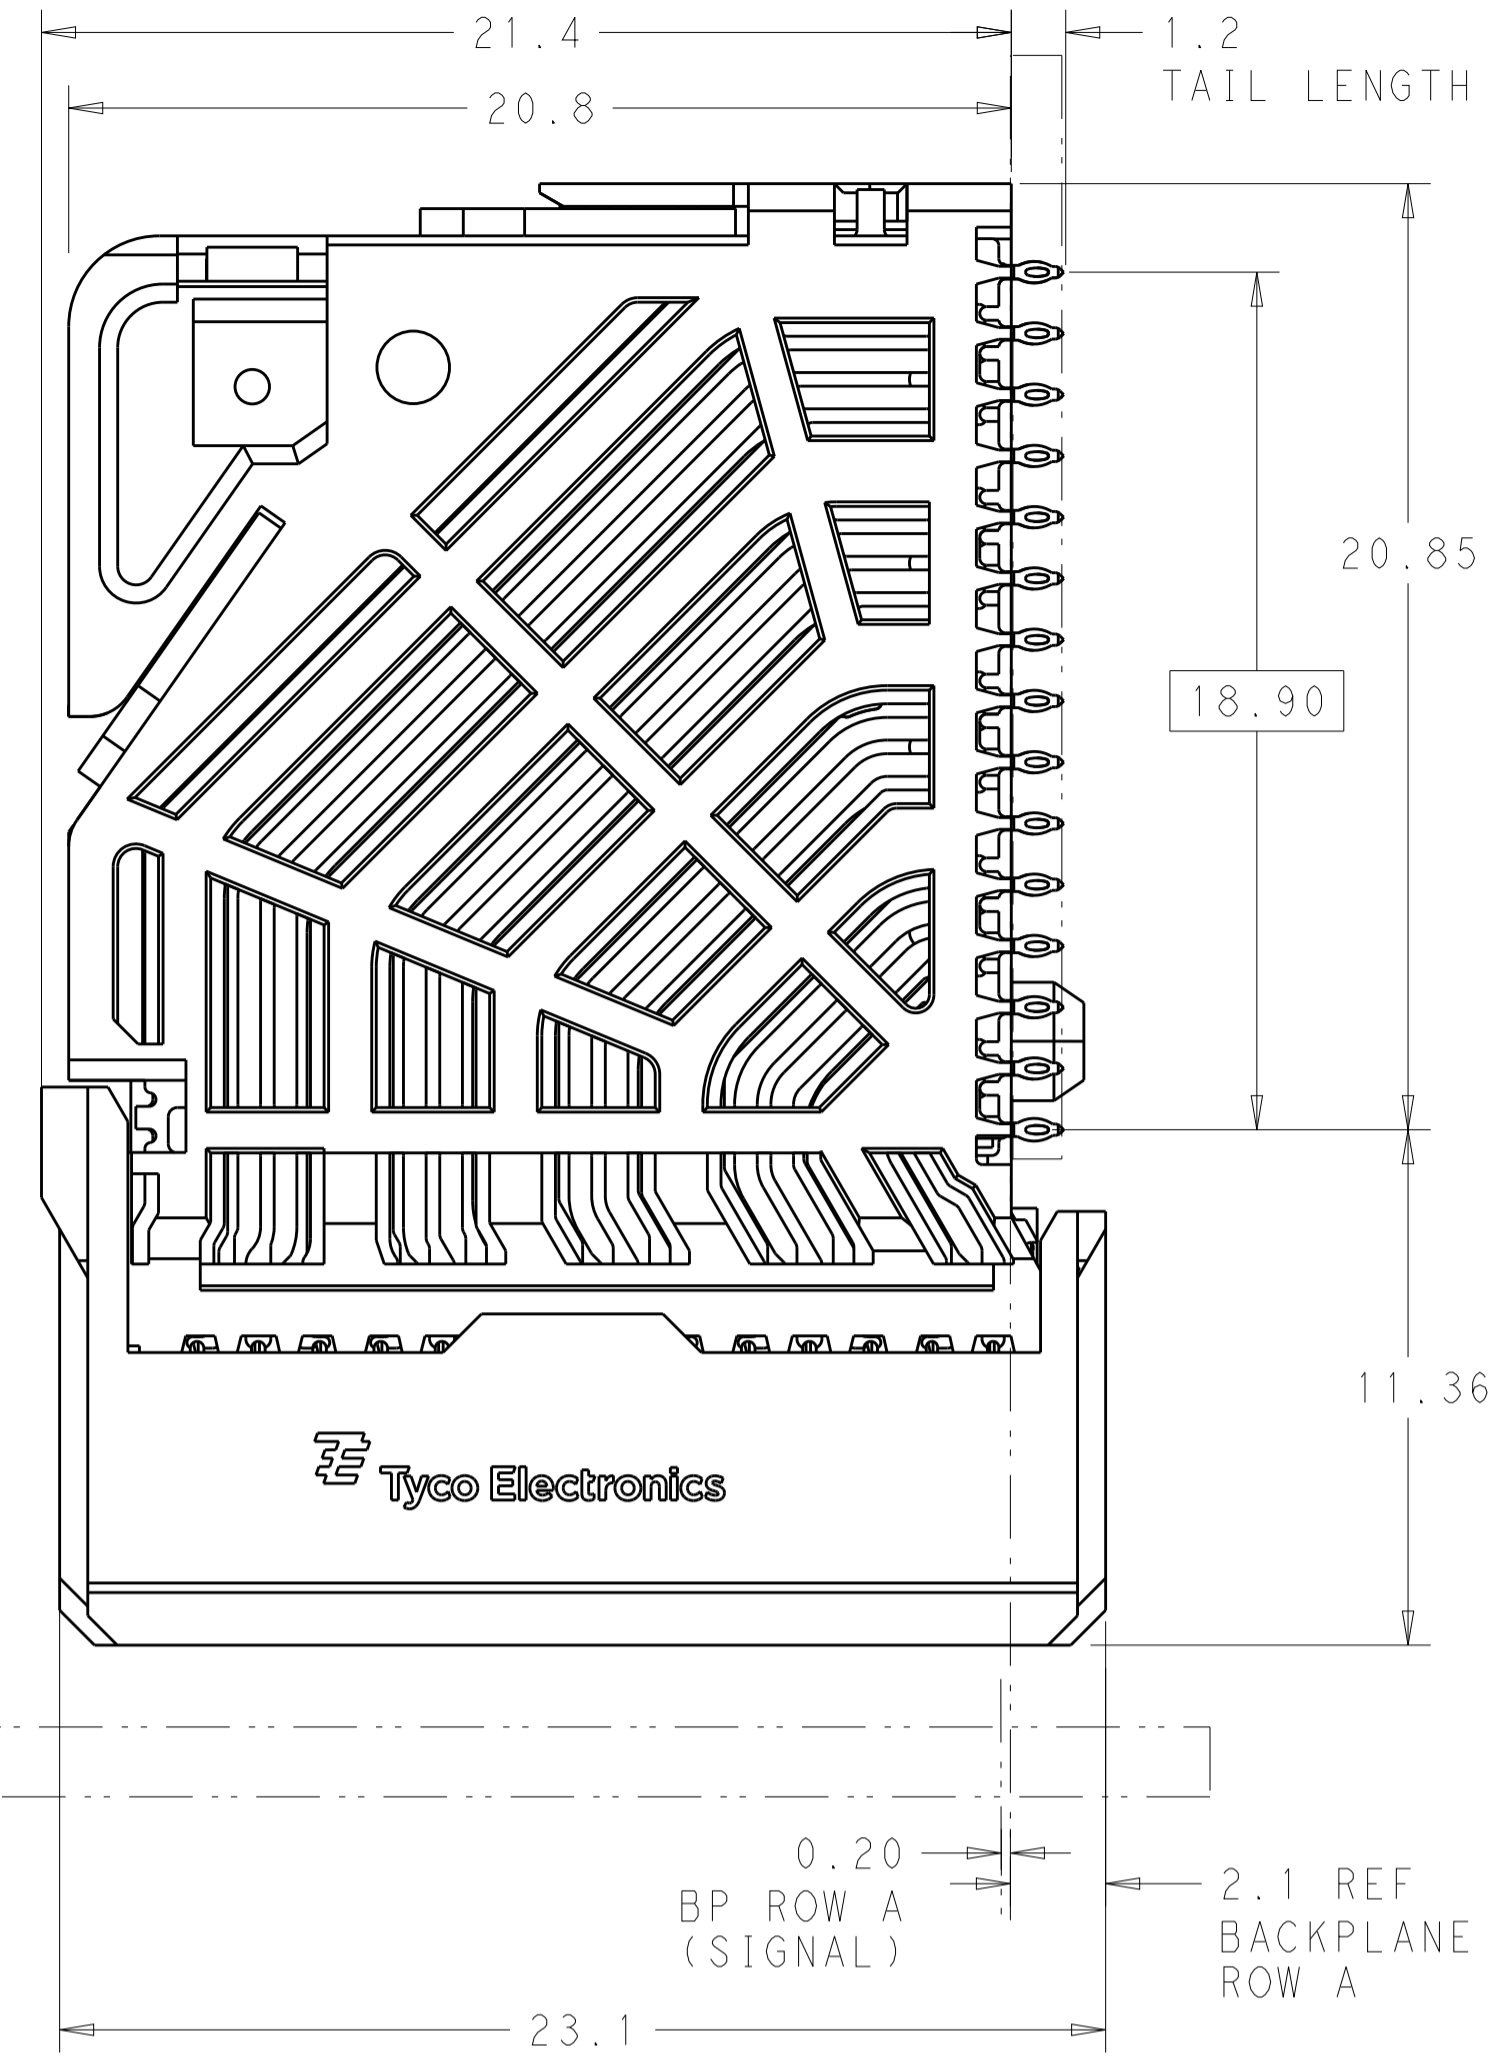 21.4
1.2
TAIL LENGTH
20.8
20.85
18.90
11.36
Tyco Electronics
0.20
BP ROW A
(SIGNAL)
2.1 REF
BACKPLANE
ROW A
23.1